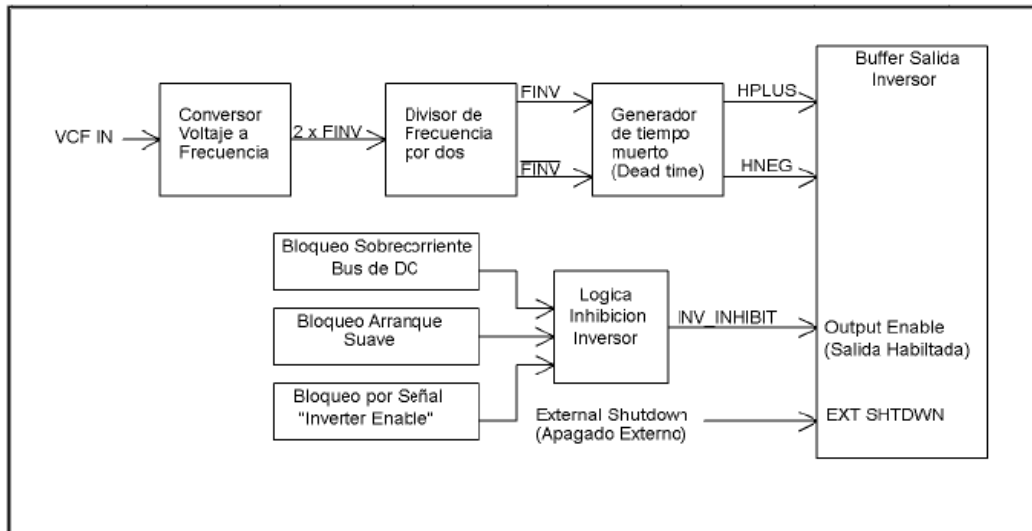 Buffer Salida
Inversor
VCF IN
Conversor
Voltaje a
Frecuencia
2 x FINV
Divisor de
Frecuencia
por dos
FINV
FINV
Generador
de tiempo
muerto
(Dead time)
HPLUS
HNEG
Bloqueo Sobrecorriente
Bus de DC
Bloqueo Arranque
Suave
Bloqueo por Señal
"Inverter Enable"
Logica
Inhibicion
Inversor
INV_INHIBIT
Output Enable
(Salida Habiltada)
External Shutdown
(Apagado Externo)
EXT SHTDWN